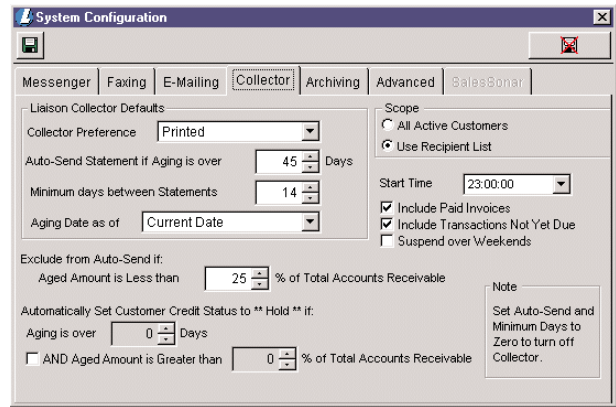 System Configuration
Messenger Faxing E-Mailing Collector Archiving Advanced SalesSonar
Liaison Collector Defaults
Collector Preference Printed
Auto-Send Statement if Aging is over 45 Days
Minimum days between Statements 14
Aging Date as of Current Date
Scope
All Active Customers
Use Recipient List
Start Time 23:00:00
Include Paid Invoices
Include Transactions Not Yet Due
Suspend over Weekends
Exclude from Auto-Send if:
Aged Amount is Less than 25 % of Total Accounts Receivable
Automatically Set Customer Credit Status to ** Hold ** if:
Aging is over 0 Days
AND Aged Amount is Greater than 0 % of Total Accounts Receivable
Note
Set Auto-Send and
Minimum Days to
Zero to turn off
Collector.